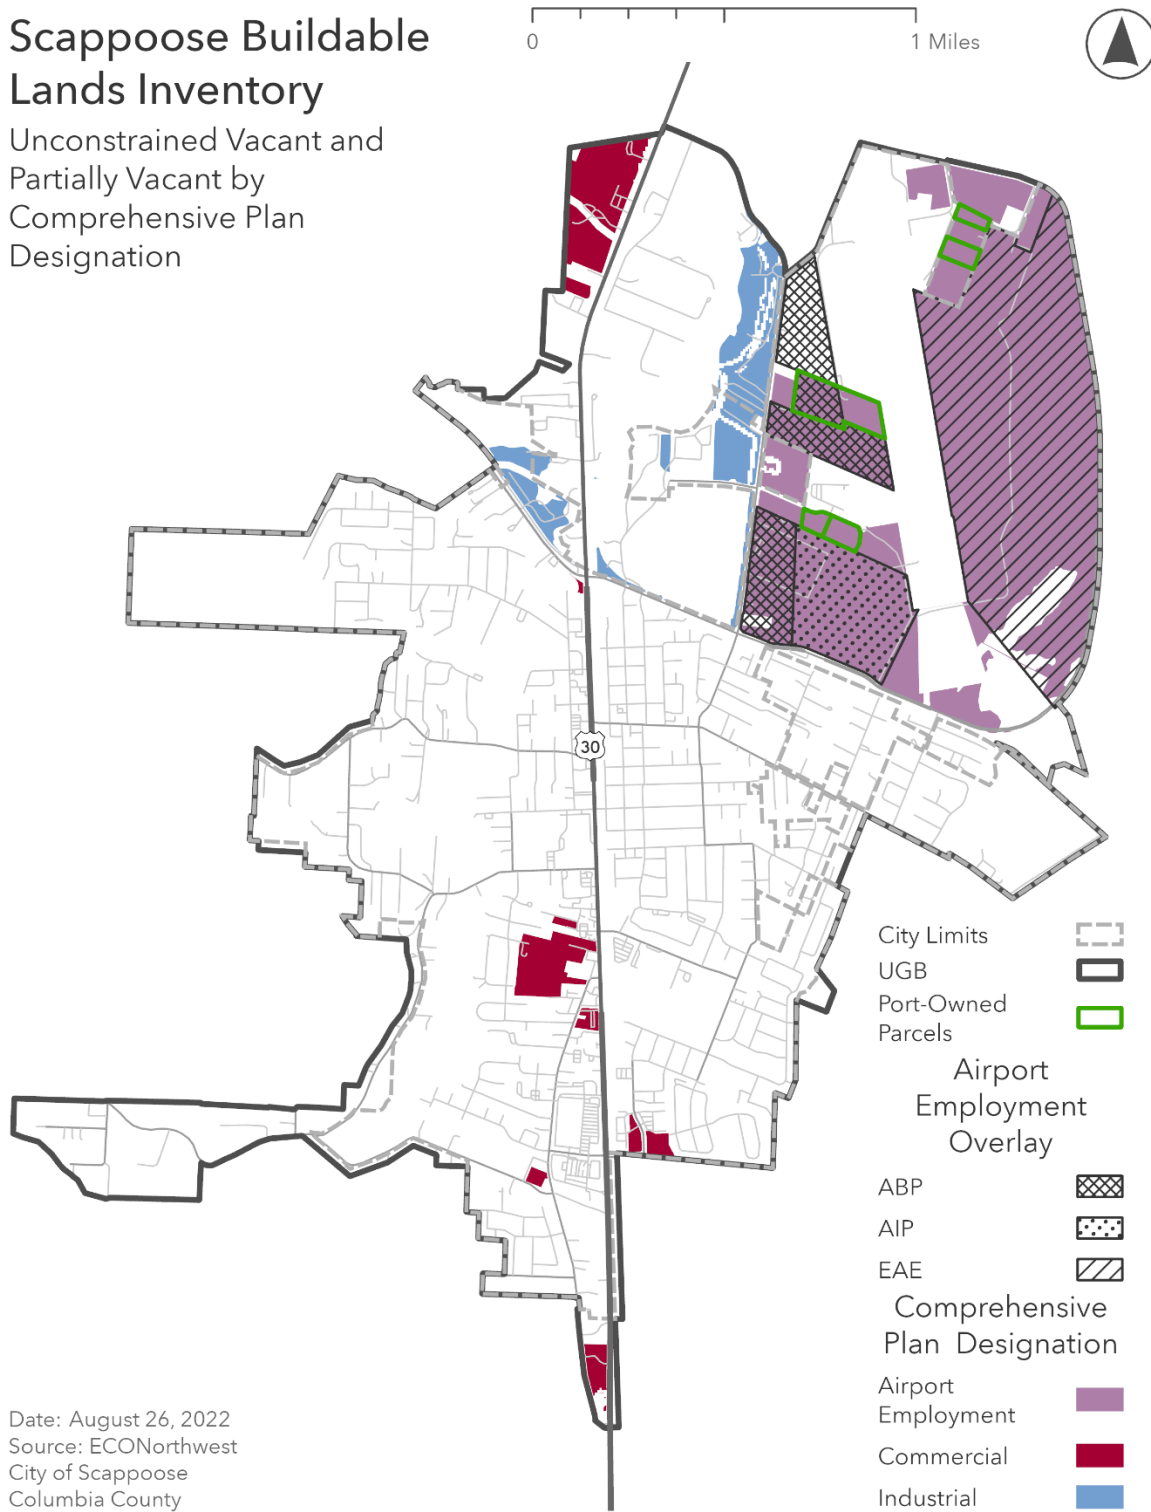 Scappoose Buildable
Lands Inventory
Unconstrained Vacant and
Partially Vacant by
Comprehensive Plan
Designation
0
1 Miles
30
City Limits
UGB
Port-Owned
Parcels
Airport
Employment
Overlay
ABP
AIP
EAE
Comprehensive
Plan Designation
Airport
Employment
Commercial
Industrial
Date: August 26, 2022
Source: ECONorthwest
City of Scappoose
Columbia County